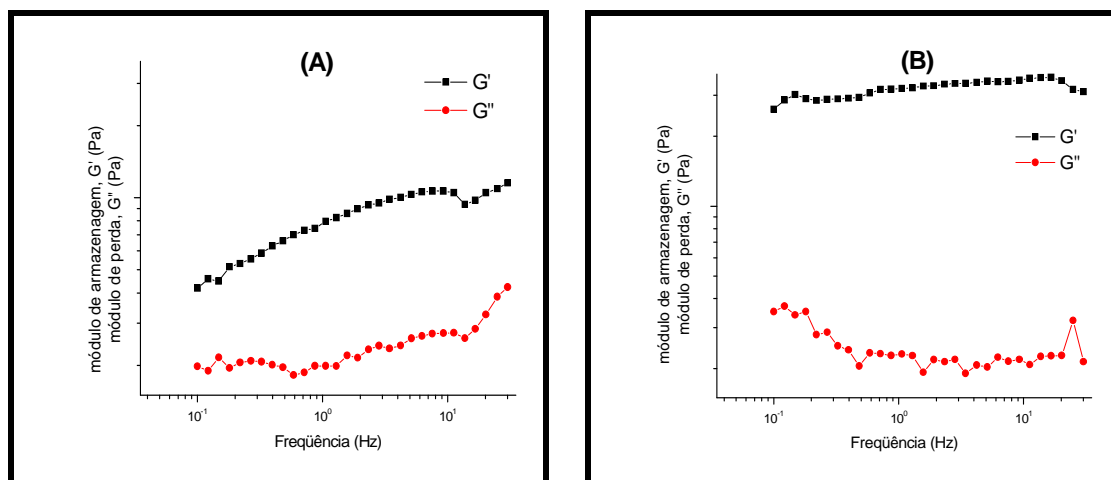 (A)
G'
G"
módulo de armazenagem, G' (Pa)
módulo de perda, G" (Pa)
10⁻¹
10⁰
10¹
Freqüência (Hz)
(B)
G'
G"
módulo de armazenagem, G' (Pa)
módulo de perda, G" (Pa)
10⁻¹
10⁰
10¹
Freqüência (Hz)